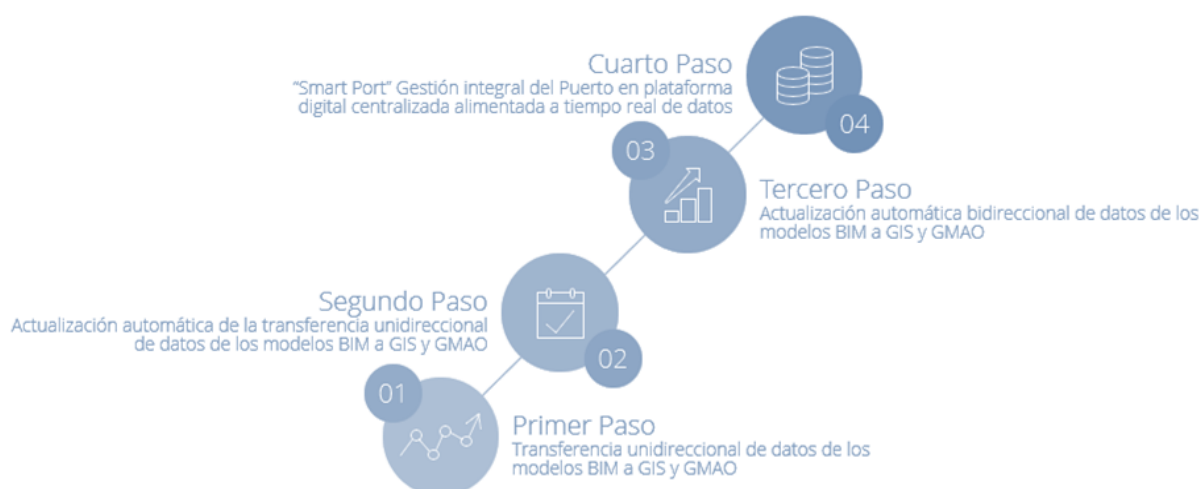 Cuarto Paso
“Smart Port” Gestión integral del Puerto en plataforma
digital centralizada alimentada a tiempo real de datos
04
03
Tercero Paso
Actualización automática bidireccional de datos de los
modelos BIM a GIS y GMAO
Segundo Paso
Actualización automática de la transferencia unidireccional
de datos de los modelos BIM a GIS y GMAO
02
01
Primer Paso
Transferencia unidireccional de datos de los
modelos BIM a GIS y GMAO